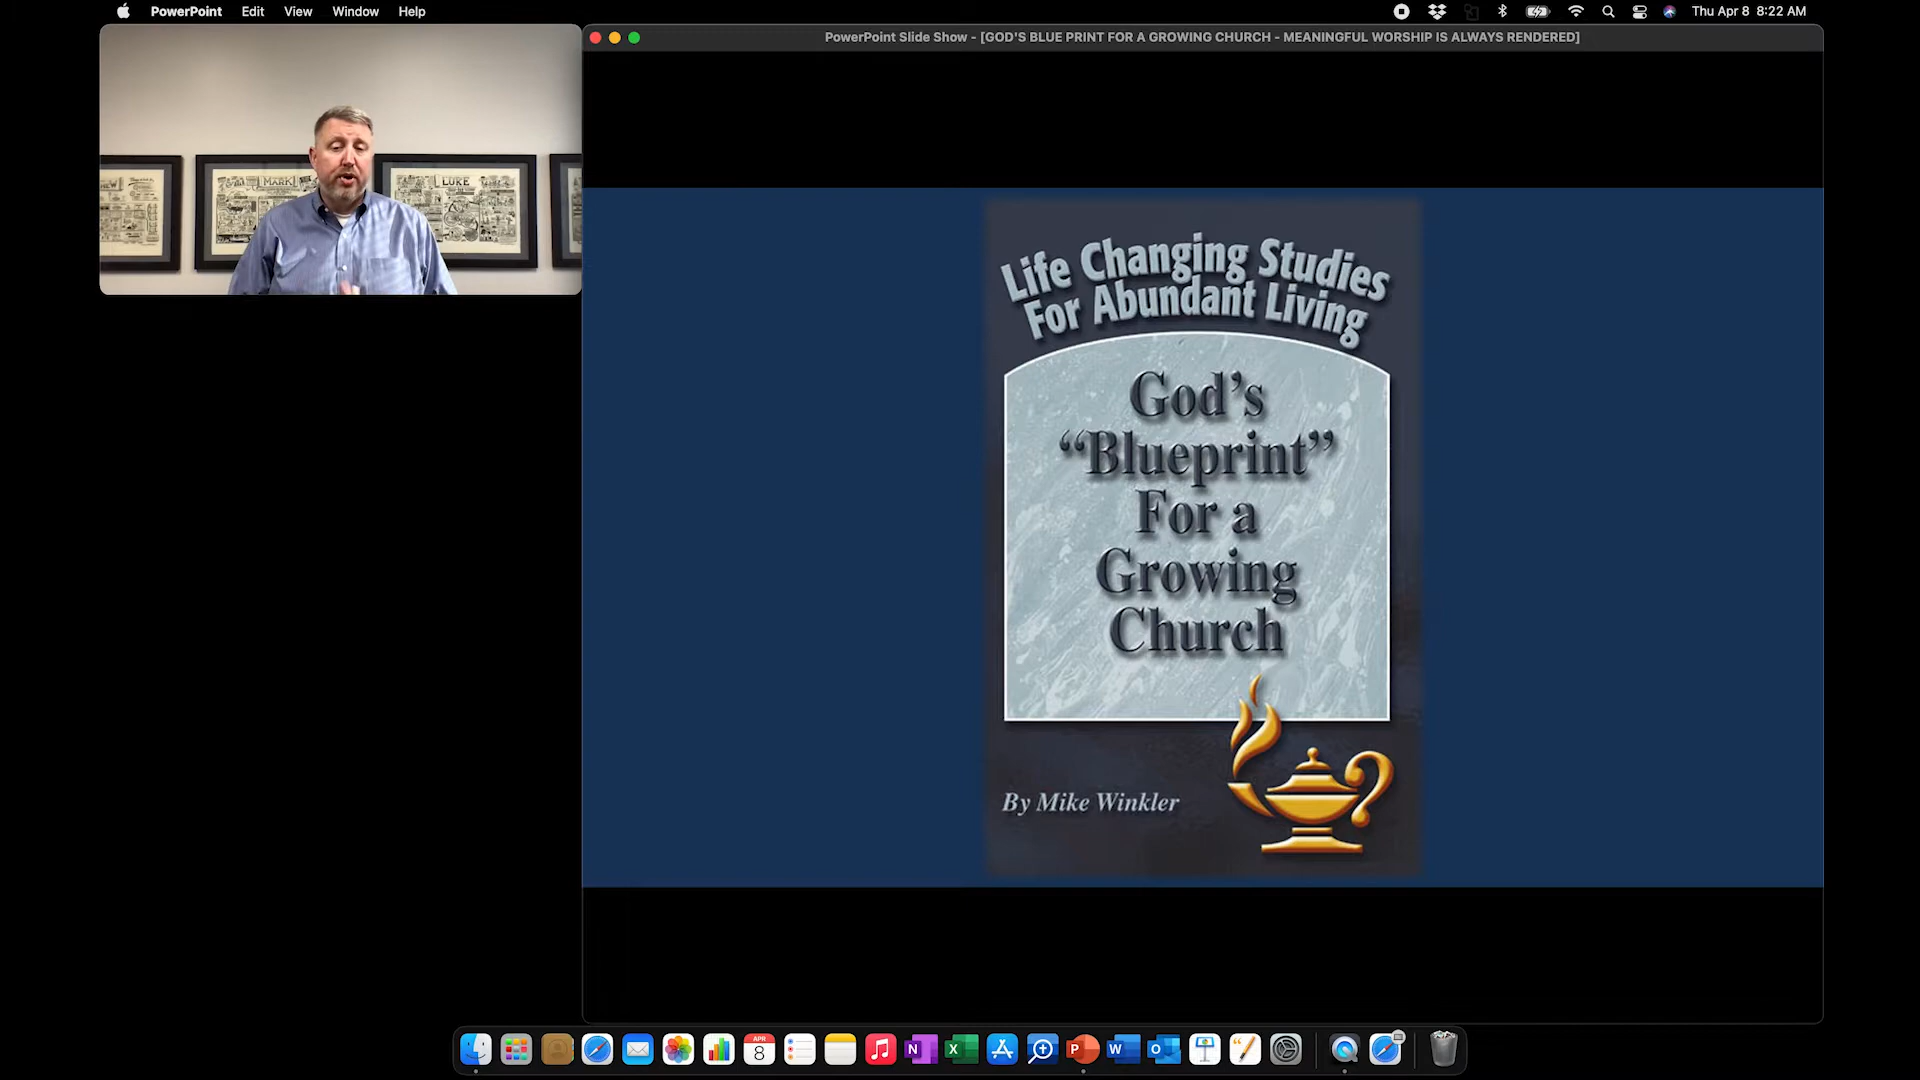 PowerPoint Edit View Window Help
Thu Apr 8 8:22 AM
PowerPoint Slide Show - [GOD'S BLUE PRINT FOR A GROWING CHURCH - MEANINGFUL WORSHIP IS ALWAYS RENDERED]
MARK
LUKE
Life Changing Studies
For Abundant Living
God's
“Blueprint”
For a
Growing
Church
By Mike Winkler
APR
8
N
X
P
W
O